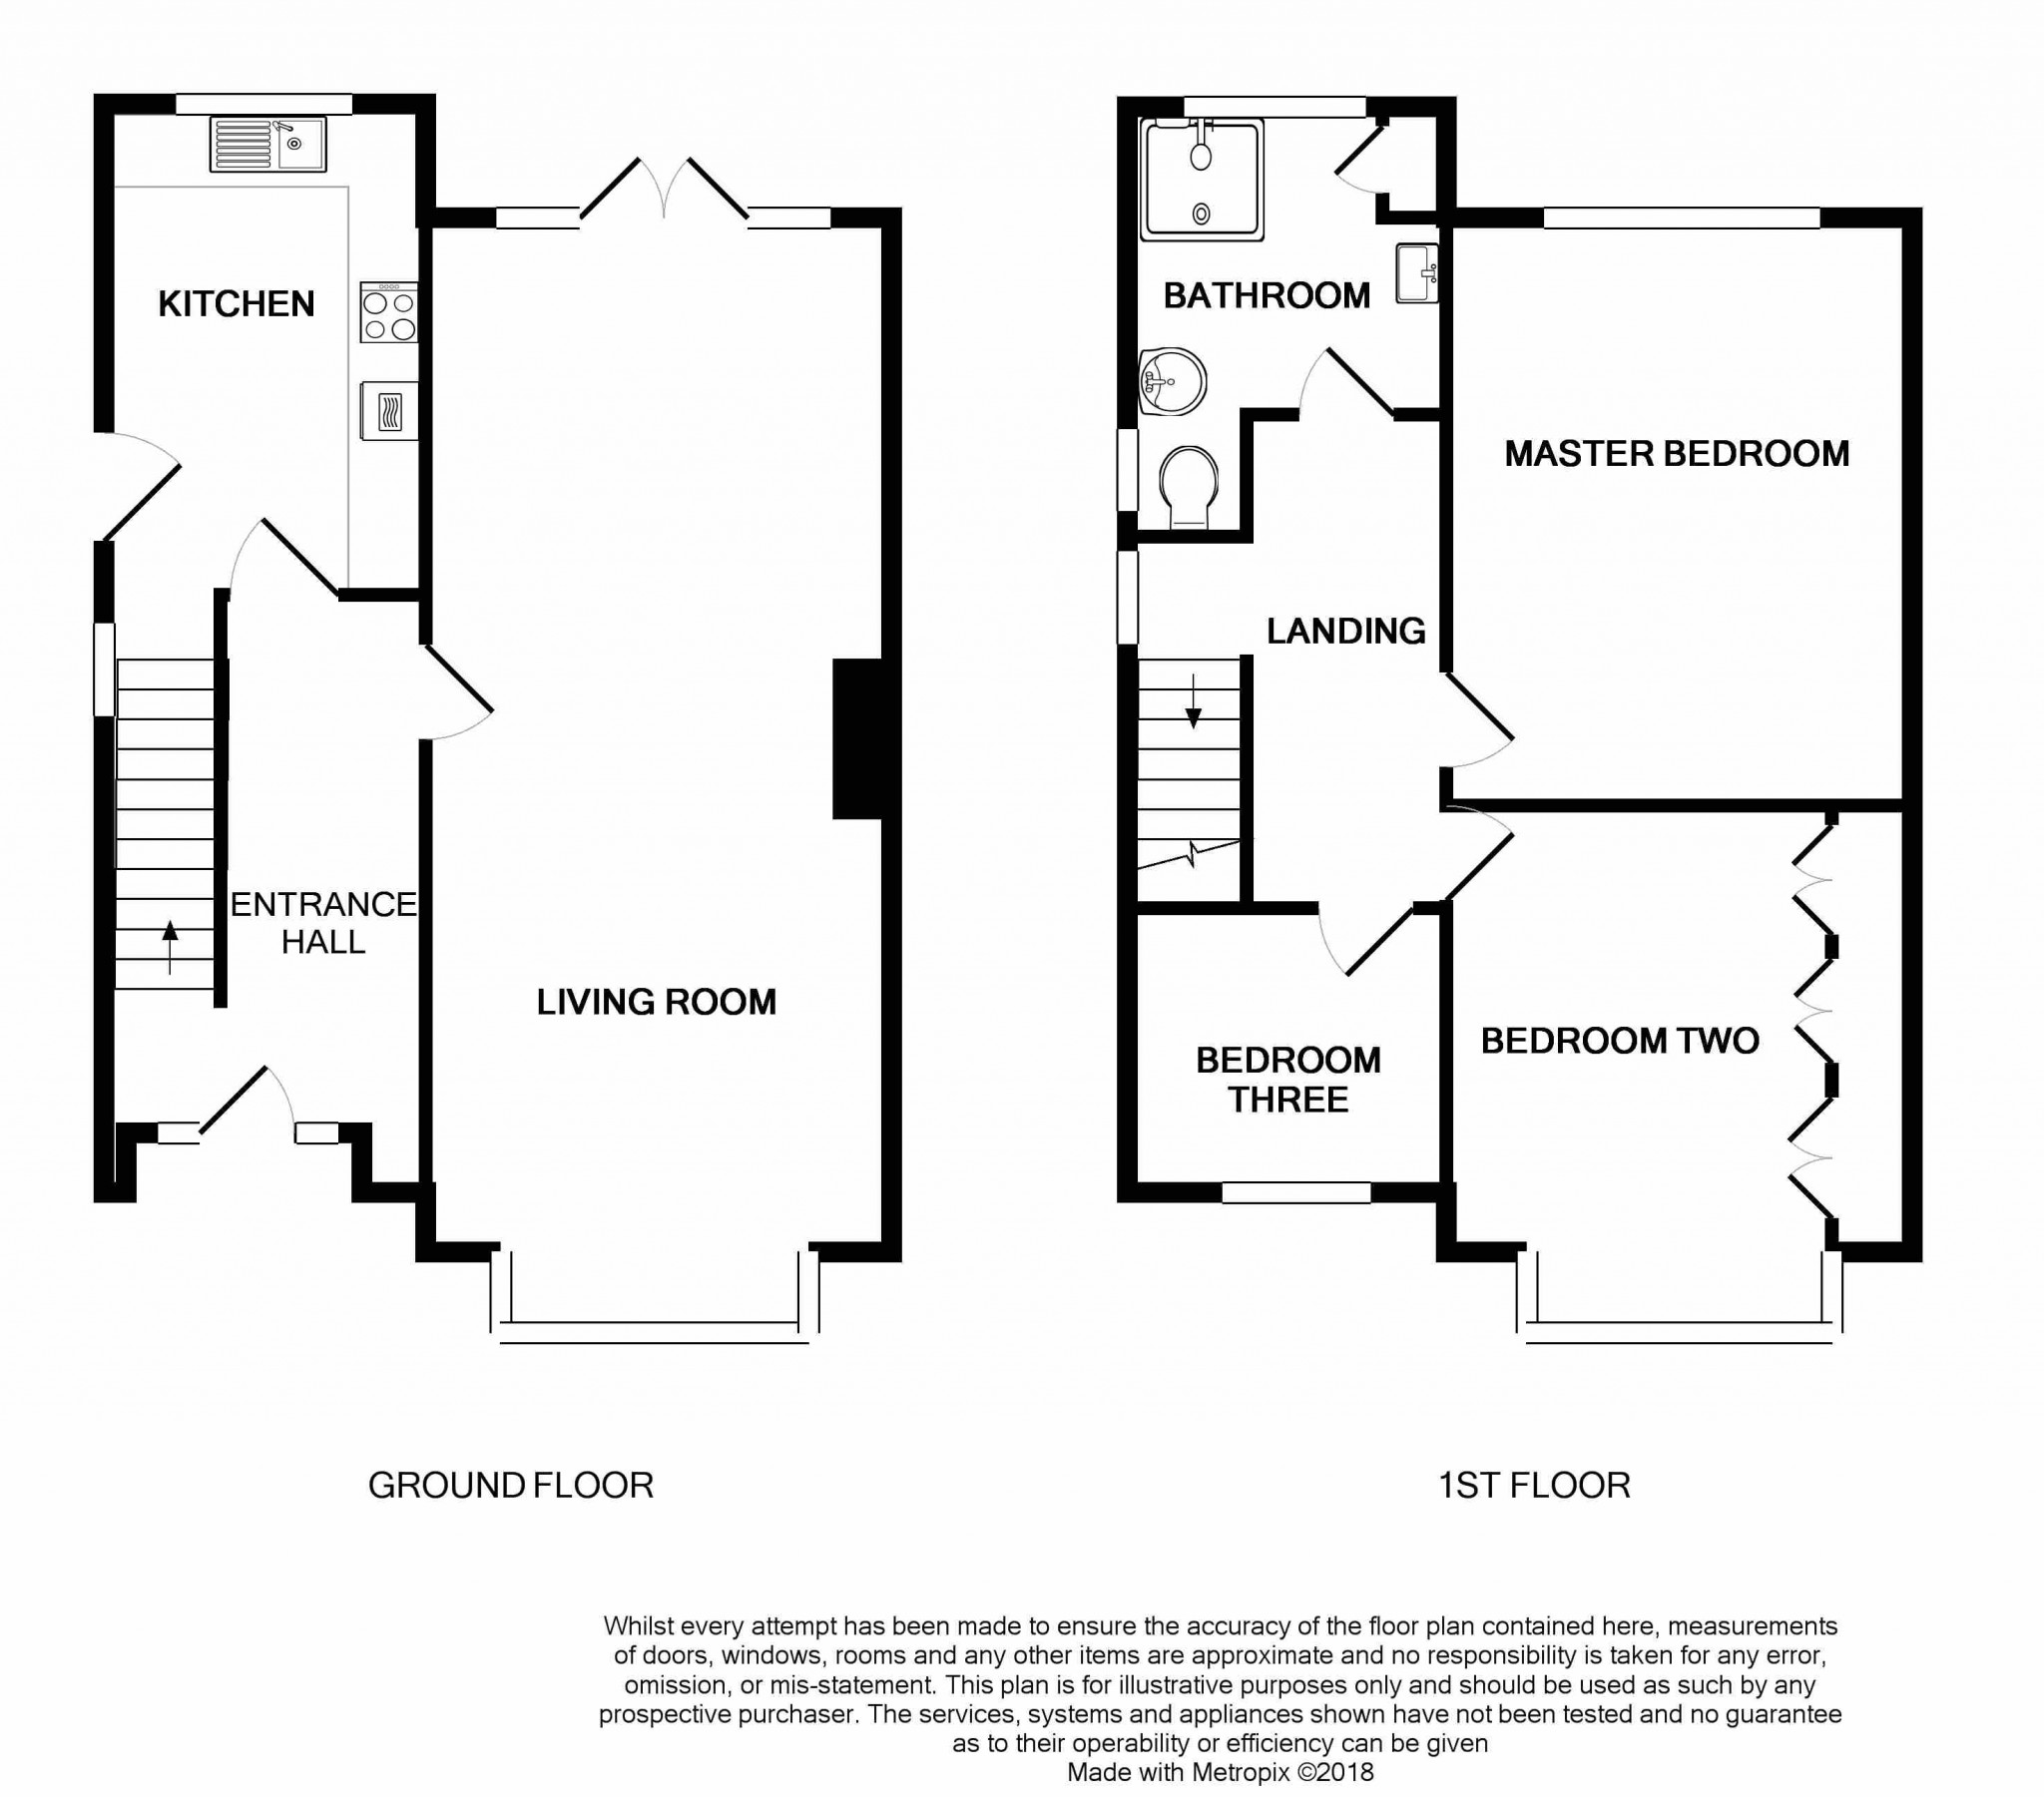 KITCHEN
ENTRANCE
HALL
LIVING ROOM
BATHROOM
MASTER BEDROOM
LANDING
BEDROOM TWO
BEDROOM
THREE
GROUND FLOOR
1ST FLOOR
Whilst every attempt has been made to ensure the accuracy of the floor plan contained here, measurements
of doors, windows, rooms and any other items are approximate and no responsibility is taken for any error,
omission, or mis-statement. This plan is for illustrative purposes only and should be used as such by any
prospective purchaser. The services, systems and appliances shown have not been tested and no guarantee
as to their operability or efficiency can be given
Made with Metropix ©2018